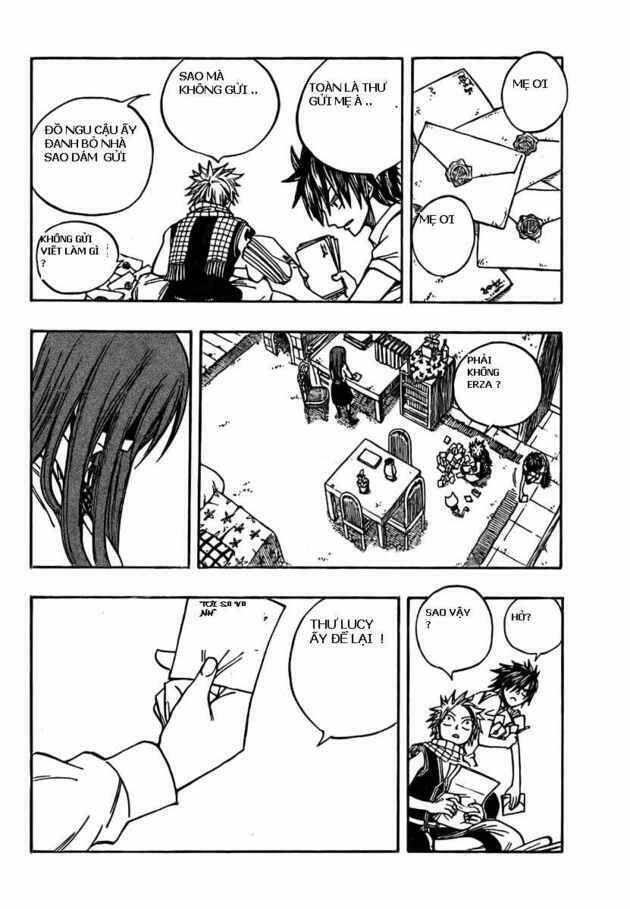 ĐỒ NGU CẬU ẤY
ĐANH BỎ NHÀ
SAO DÁM GỬI
SAO MÀ
KHÔNG GỬI ..
TOÀN LÀ THƯ
GỬI MẸ À ..
KHÔNG GỬI
VIẾT LÀM GÌ
?
MẸ ƠI
MẸ ƠI
PHẢI
KHÔNG
ERZA ?
THƯ LUCY
ẤY ĐỂ LẠI !
SAO VẬY
?
HỞ?